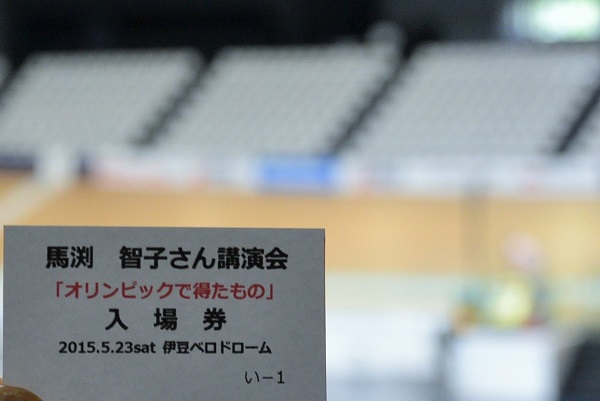 馬渕　智子さん講演会
「オリンピックで得たもの」
入　場　券
2015.5.23sat 伊豆ベロドローム
い－1